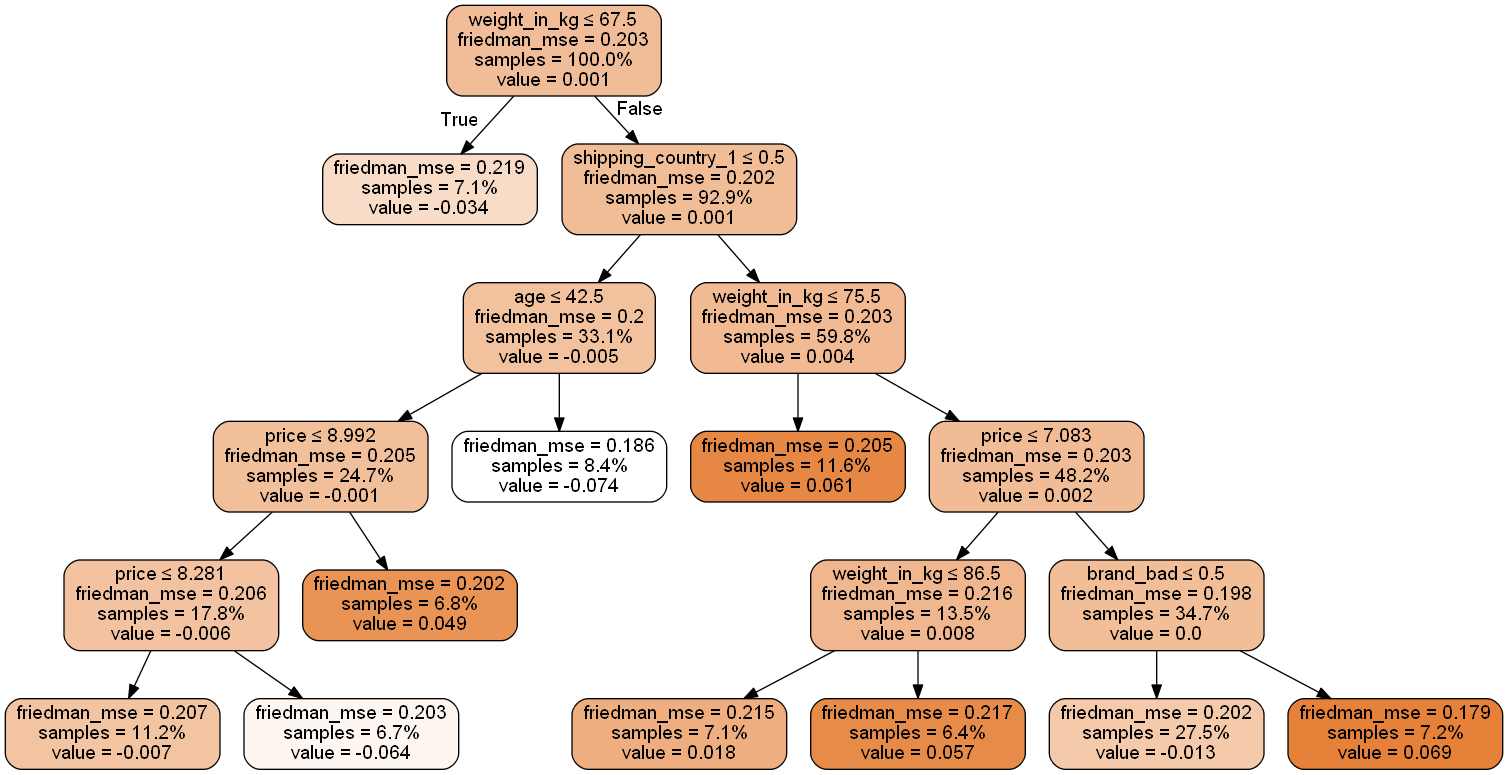 weight_in_kg ≤ 67.5
friedman_mse = 0.203
samples = 100.0%
value = 0.001
True
False
friedman_mse = 0.219
samples = 7.1%
value = -0.034
shipping_country_1 ≤ 0.5
friedman_mse = 0.202
samples = 92.9%
value = 0.001
age ≤ 42.5
friedman_mse = 0.2
samples = 33.1%
value = -0.005
weight_in_kg ≤ 75.5
friedman_mse = 0.203
samples = 59.8%
value = 0.004
price ≤ 8.992
friedman_mse = 0.205
samples = 24.7%
value = -0.001
friedman_mse = 0.186
samples = 8.4%
value = -0.074
friedman_mse = 0.205
samples = 11.6%
value = 0.061
price ≤ 7.083
friedman_mse = 0.203
samples = 48.2%
value = 0.002
price ≤ 8.281
friedman_mse = 0.206
samples = 17.8%
value = -0.006
friedman_mse = 0.202
samples = 6.8%
value = 0.049
weight_in_kg ≤ 86.5
friedman_mse = 0.216
samples = 13.5%
value = 0.008
brand_bad ≤ 0.5
friedman_mse = 0.198
samples = 34.7%
value = 0.0
friedman_mse = 0.207
samples = 11.2%
value = -0.007
friedman_mse = 0.203
samples = 6.7%
value = -0.064
friedman_mse = 0.215
samples = 7.1%
value = 0.018
friedman_mse = 0.217
samples = 6.4%
value = 0.057
friedman_mse = 0.202
samples = 27.5%
value = -0.013
friedman_mse = 0.179
samples = 7.2%
value = 0.069